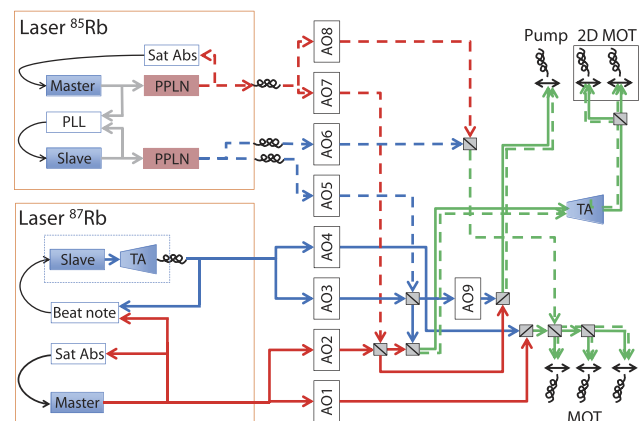 Laser ⁸⁵Rb
Sat Abs
Master
PPLN
PLL
Slave
PPLN
Laser ⁸⁷Rb
Slave
TA
Beat note
Sat Abs
Master
AO8
AO7
AO6
AO5
AO4
AO3
AO2
AO1
AO9
Pump
2D MOT
TA
MOT